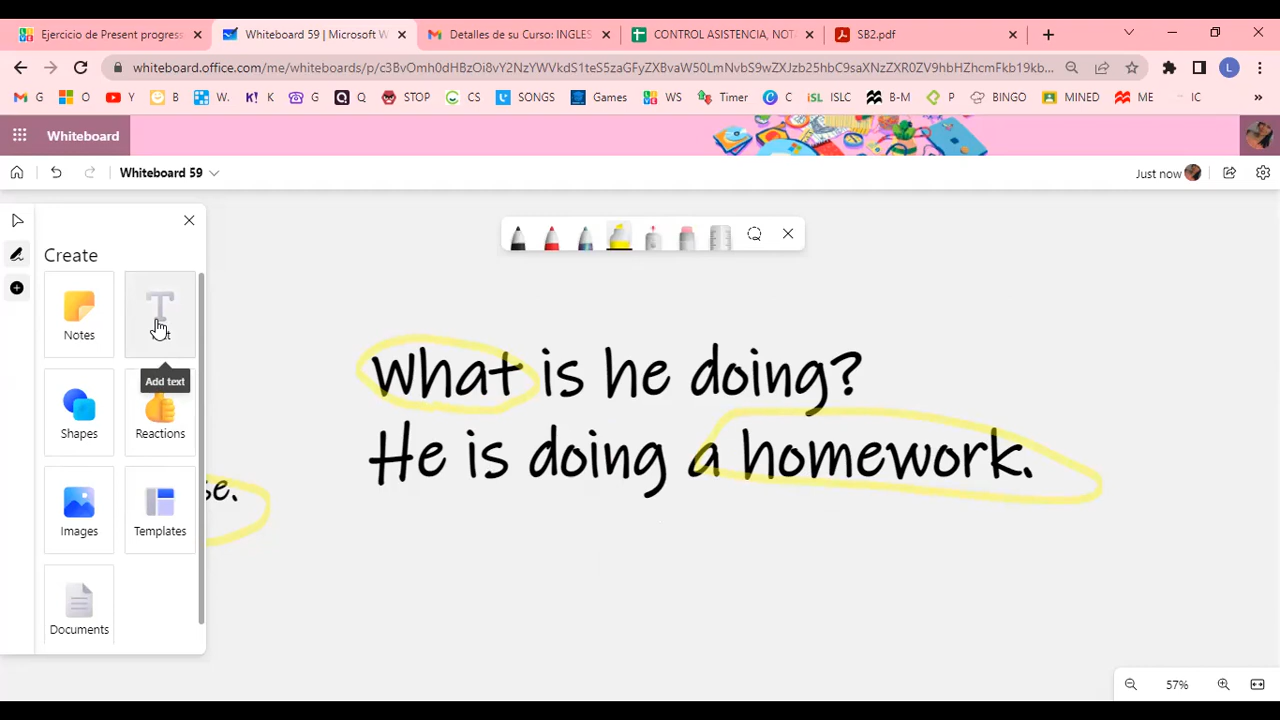 Ejercicio de Present progress
Whiteboard 59 | Microsoft W
Detalles de su Curso: INGLES
CONTROL ASISTENCIA, NOT
SB2.pdf
whiteboard.office.com/me/whiteboards/p/
G
O
Y
B
W.
K
G
Q
STOP
CS
SONGS
Games
WS
Timer
C
ISLC
B-M
P
BINGO
MINED
ME
IC
Whiteboard
Whiteboard 59
Just now
Create
Notes
Shapes
Add text
Reactions
Images
Templates
Documents
What is he doing?
He is doing a homework.
se.
57%